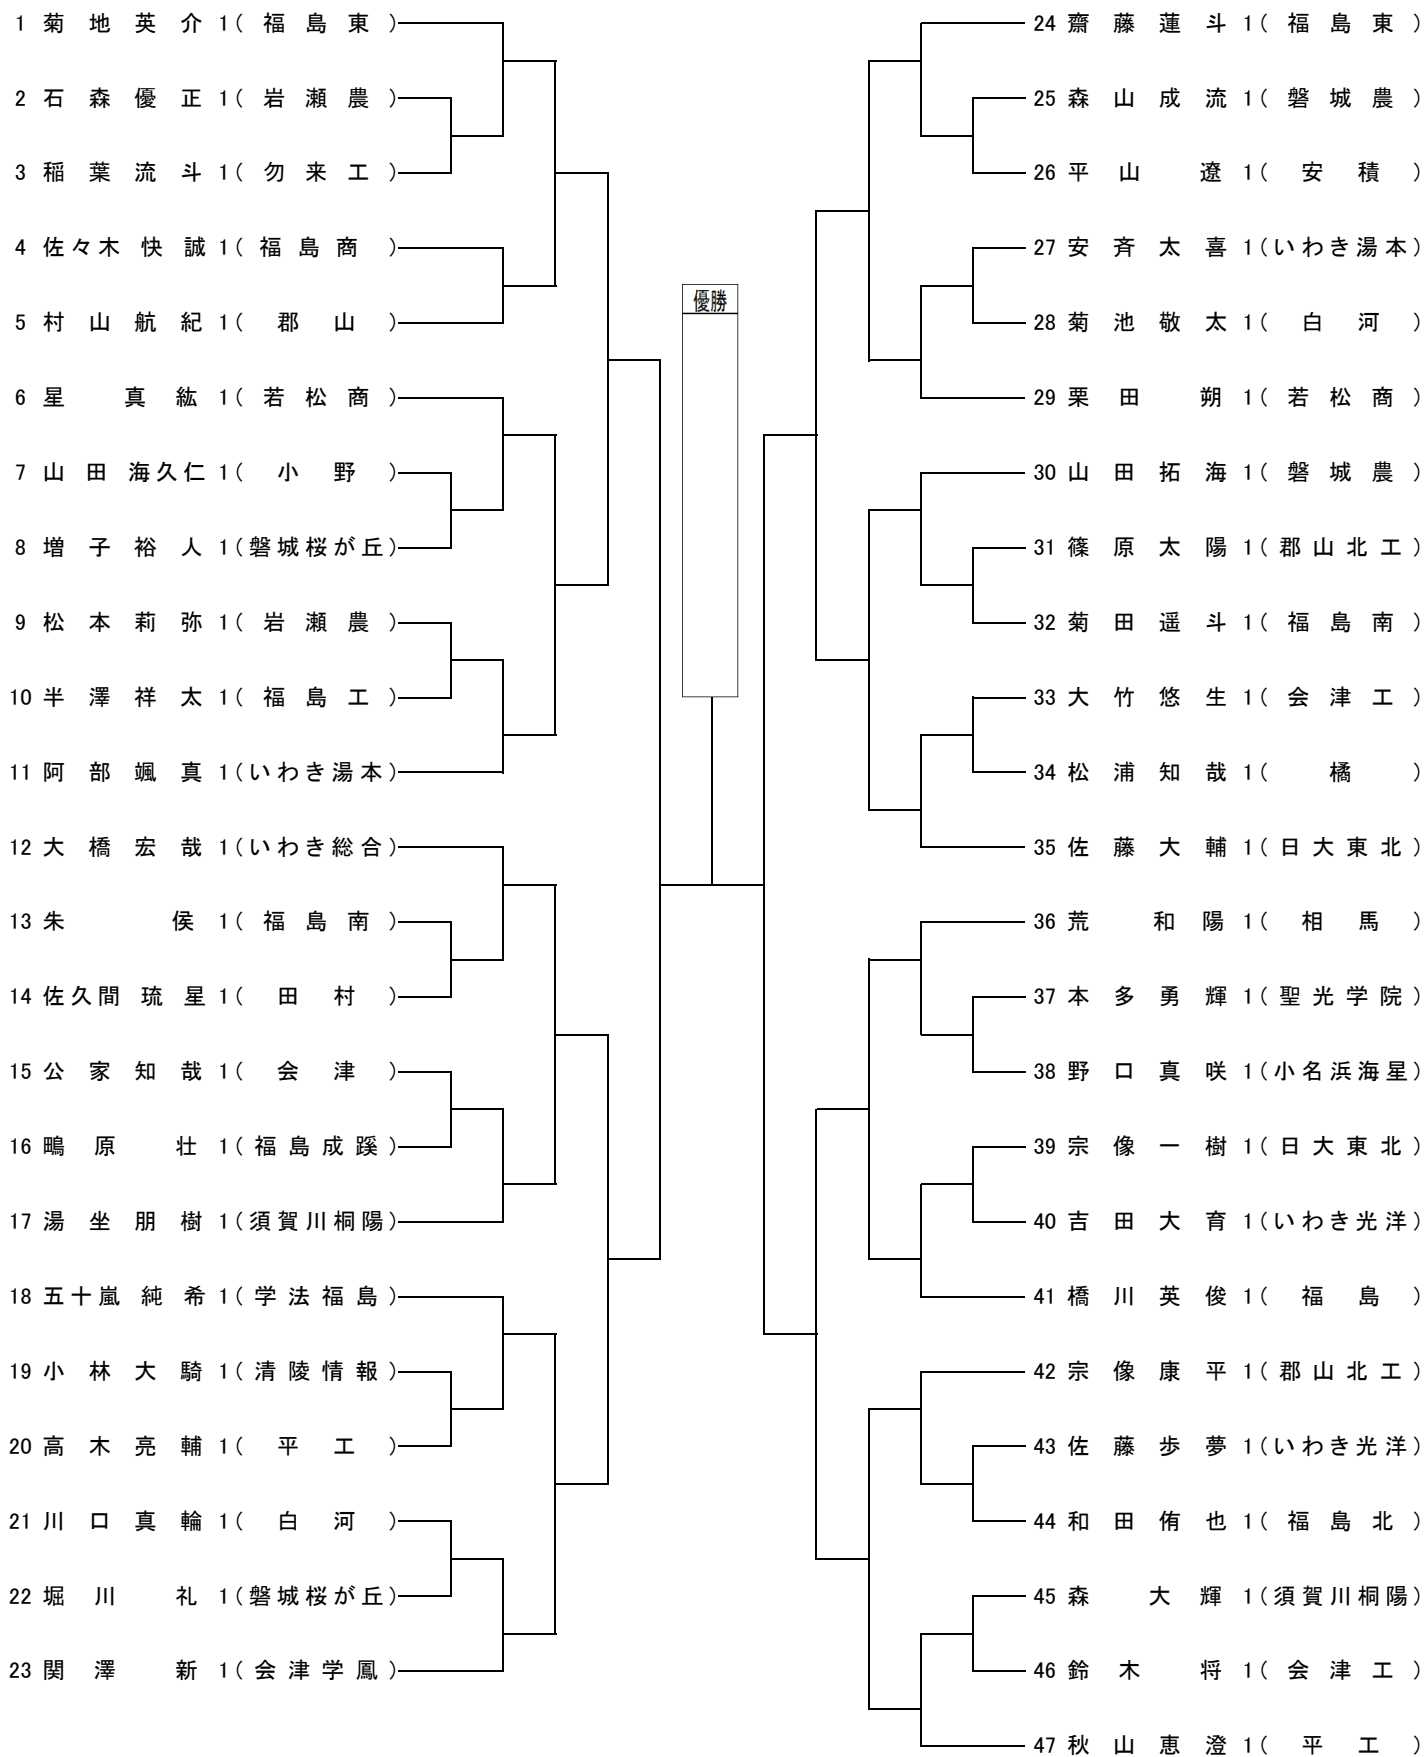 1 菊地英介 1(福島東)
2 石森優正 1(岩瀬農)
3 稲葉流斗 1(勿来工)
4 佐々木快誠 1(福島商)
5 村山航紀 1(郡山)
6 星真紘 1(若松商)
7 山田海久仁 1(小野)
8 増子裕人 1(磐城桜が丘)
9 松本莉弥 1(岩瀬農)
10 半澤祥太 1(福島工)
11 阿部颯真 1(いわき湯本)
12 大橋宏哉 1(いわき総合)
13 朱侯 1(福島南)
14 佐久間琉星 1(田村)
15 公家知哉 1(会津)
16 鴫原壮 1(福島成蹊)
17 湯坐朋樹 1(須賀川桐陽)
18 五十嵐純希 1(学法福島)
19 小林大騎 1(清陵情報)
20 高木亮輔 1(平工)
21 川口真輪 1(白河)
22 堀川礼 1(磐城桜が丘)
23 関澤新 1(会津学鳳)
優勝
24 齋藤蓮斗 1(福島東)
25 森山成流 1(磐城農)
26 平山遼 1(安積)
27 安斉太喜 1(いわき湯本)
28 菊池敬太 1(白河)
29 栗田朔 1(若松商)
30 山田拓海 1(磐城農)
31 篠原太陽 1(郡山北工)
32 菊田遥斗 1(福島南)
33 大竹悠生 1(会津工)
34 松浦知哉 1(橘)
35 佐藤大輔 1(日大東北)
36 荒和陽 1(相馬)
37 本多勇輝 1(聖光学院)
38 野口真咲 1(小名浜海星)
39 宗像一樹 1(日大東北)
40 吉田大育 1(いわき光洋)
41 橋川英俊 1(福島)
42 宗像康平 1(郡山北工)
43 佐藤歩夢 1(いわき光洋)
44 和田侑也 1(福島北)
45 森大輝 1(須賀川桐陽)
46 鈴木将 1(会津工)
47 秋山恵澄 1(平工)